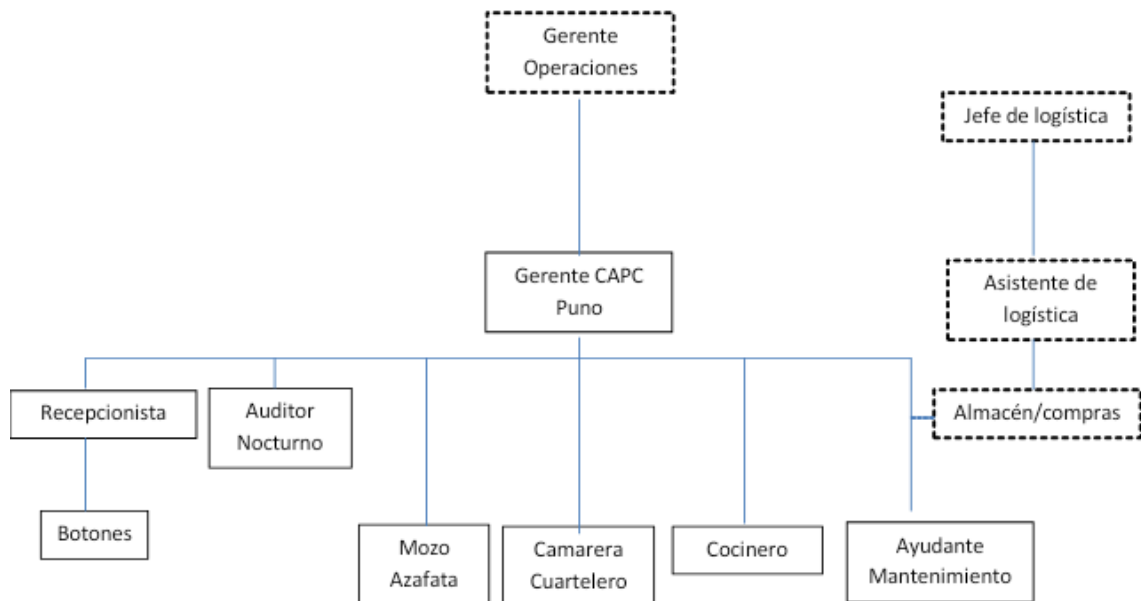 Gerente
Operaciones
Jefe de logística
Gerente CAPC
Puno
Asistente de
logística
Recepcionista
Auditor
Nocturno
Almacén/compras
Botones
Mozo
Azafata
Camarera
Cuartelero
Cocinero
Ayudante
Mantenimiento